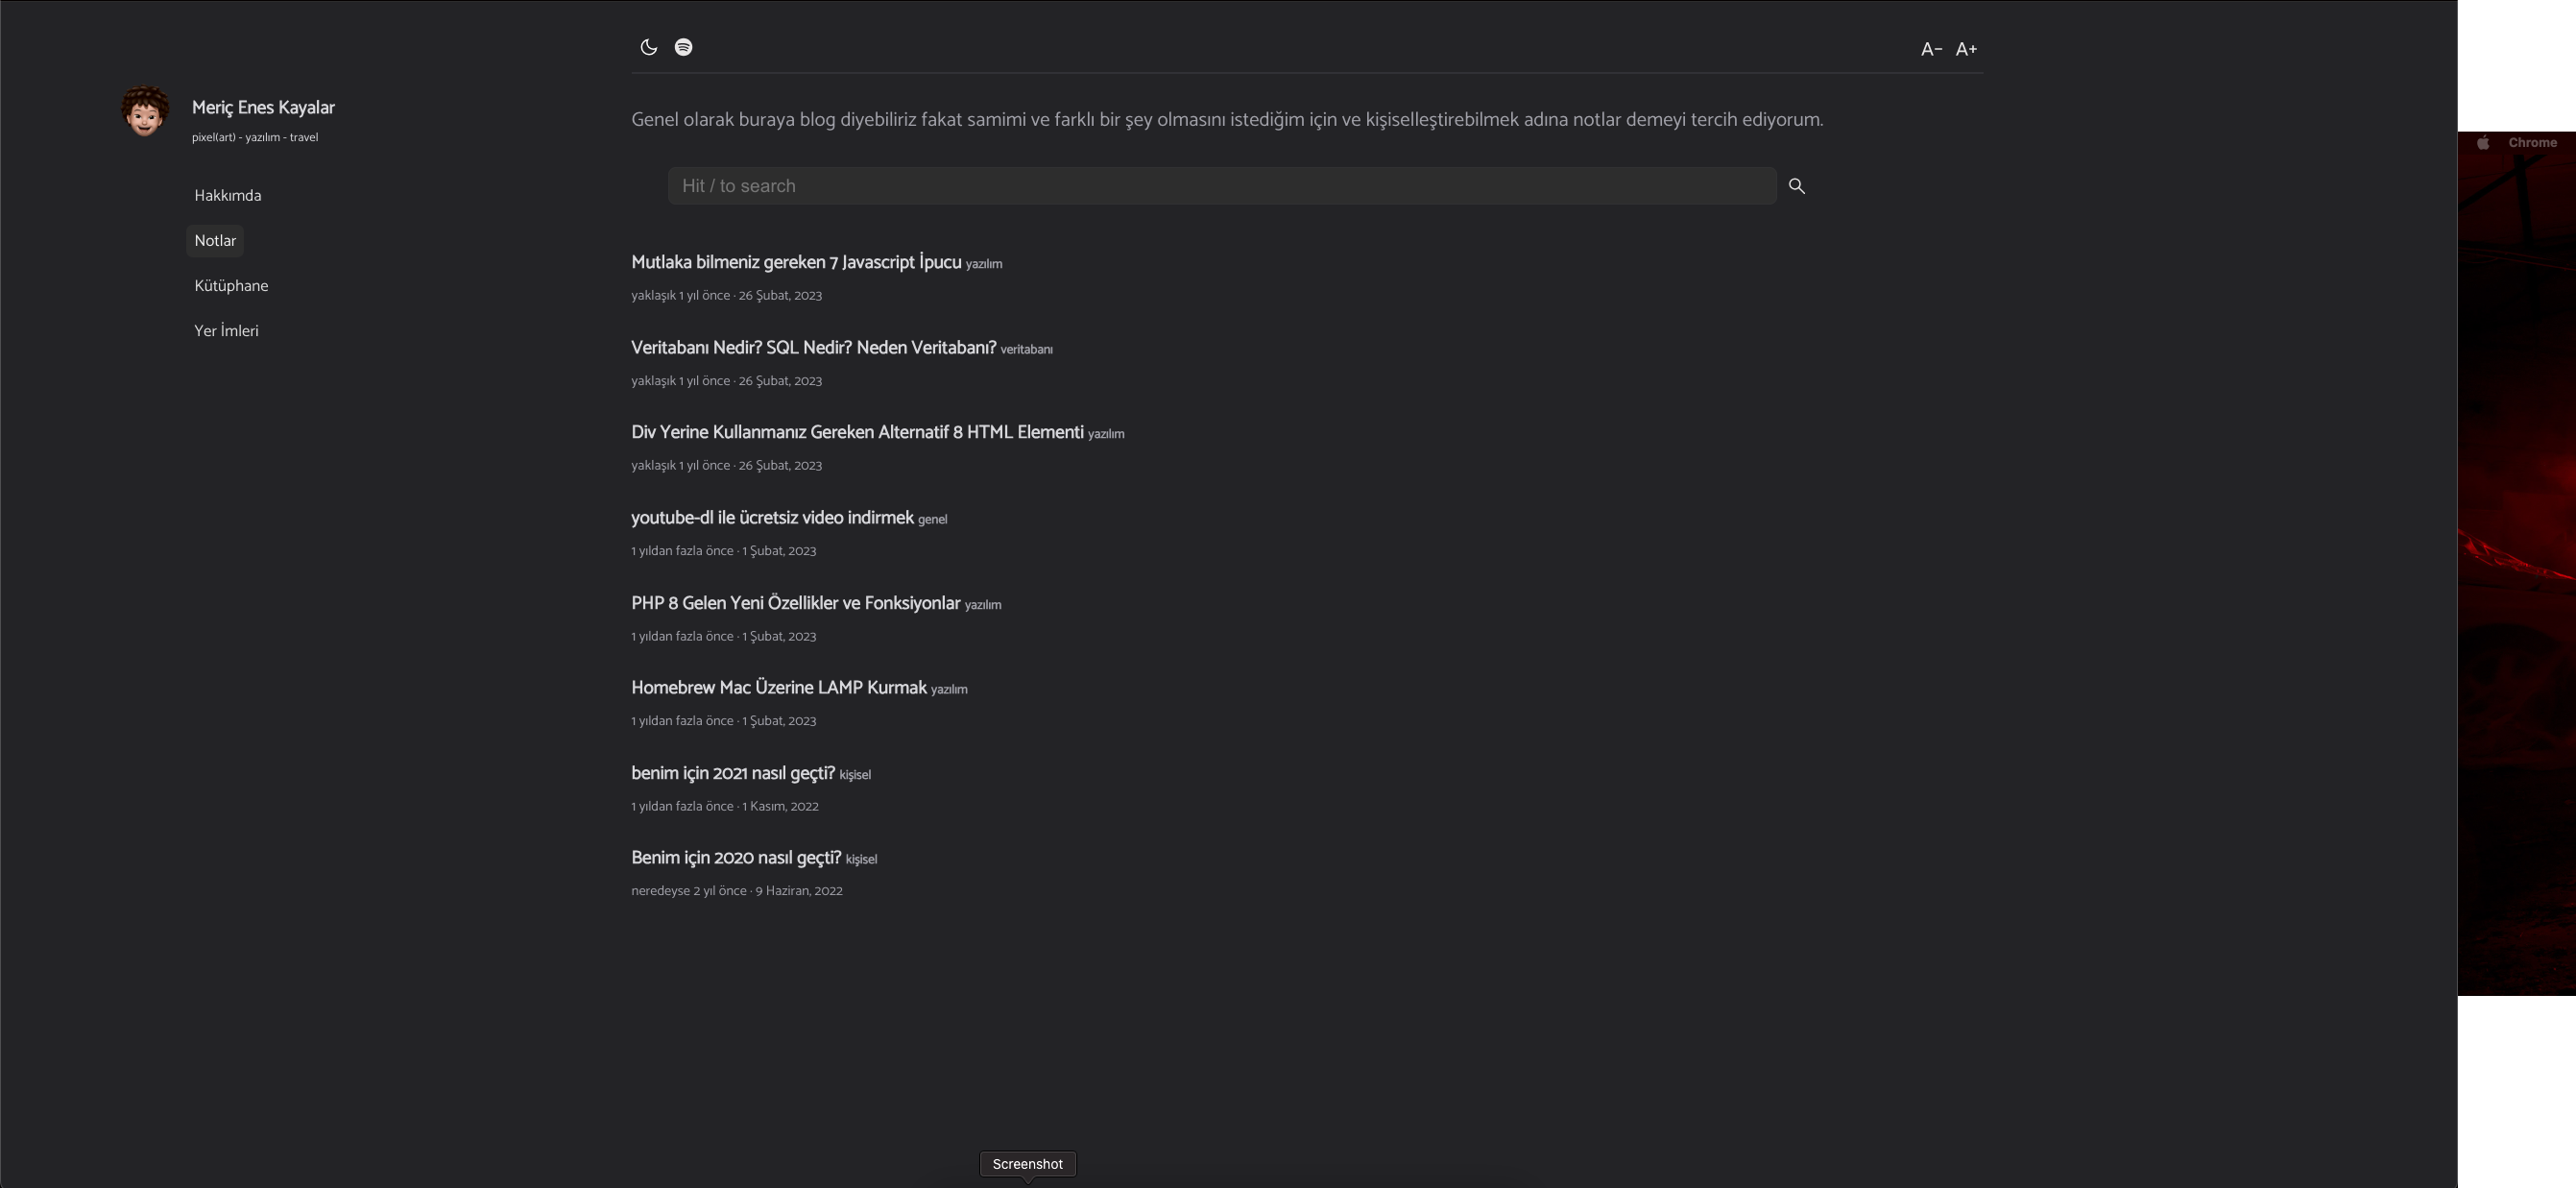 A- A+
Meriç Enes Kayalar
pixel(art) - yazılım - travel
Hakkımda
Notlar
Kütüphane
Yer İmleri
Genel olarak buraya blog diyebiliriz fakat samimi ve farklı bir şey olmasını istediğim için ve kişiselleştirebilmek adına notlar demeyi tercih ediyorum.
Hit / to search
Mutlaka bilmeniz gereken 7 Javascript İpucu yazılım
yaklaşık 1 yıl önce · 26 Şubat, 2023
Veritabanı Nedir? SQL Nedir? Neden Veritabanı? veritabanı
yaklaşık 1 yıl önce · 26 Şubat, 2023
Div Yerine Kullanmanız Gereken Alternatif 8 HTML Elementi yazılım
yaklaşık 1 yıl önce · 26 Şubat, 2023
youtube-dl ile ücretsiz video indirmek genel
1 yıldan fazla önce · 1 Şubat, 2023
PHP 8 Gelen Yeni Özellikler ve Fonksiyonlar yazılım
1 yıldan fazla önce · 1 Şubat, 2023
Homebrew Mac Üzerine LAMP Kurmak yazılım
1 yıldan fazla önce · 1 Şubat, 2023
benim için 2021 nasıl geçti? kişisel
1 yıldan fazla önce · 1 Kasım, 2022
Benim için 2020 nasıl geçti? kişisel
neredeyse 2 yıl önce · 9 Haziran, 2022
Screenshot
Chrome